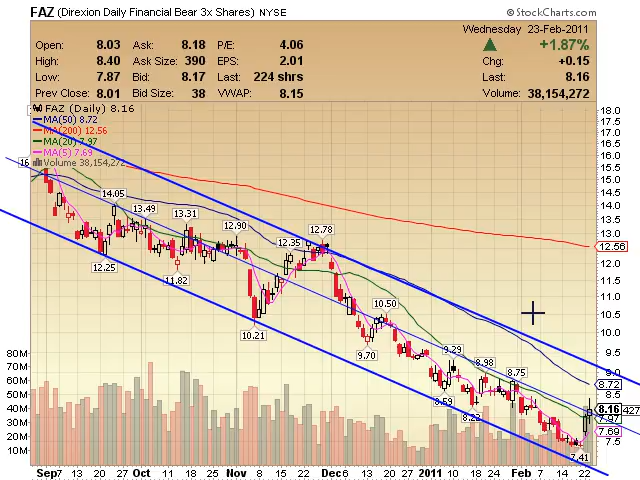 FAZ (Direxion Daily Financial Bear 3x Shares) NYSE
© StockCharts.com
Wednesday 23-Feb-2011
Open: 8.03 Ask: 8.18 P/E: 4.06 +1.87%
High: 8.40 Ask Size: 390 EPS: 2.01 Chg: +0.15
Low: 7.87 Bid: 8.17 Last: 224 shrs Last: 8.16
Prev Close: 8.01 Bid Size: 38 VWAP: 8.15 Volume: 38,154,272
FAZ (Daily) 8.16
MA(50) 8.72
MA(200) 12.56
MA(20) 7.97
MA(5) 7.69
Volume 38,154,272
18.0
17.5
17.0
16.5
16.0
15.5
15.0
14.5
14.0
13.5
13.0
12.56
12.0
11.5
11.0
10.5
10.0
9.5
9.0
8.72
8.5
8.16 427
7.97
7.69
7.5
16
14.05
13.49
13.31
12.90
12.35
12.78
12.25
11.82
10.21
10.50
9.70
9.29
8.98
8.75
8.59
8.22
7.41
80M
70M
60M
50M
40M
30M
20M
10M
Sep 7 13 20 27 Oct 11 18 25 Nov 8 15 22 Dec 6 13 20 27 2011 10 18 24 Feb 7 14 22